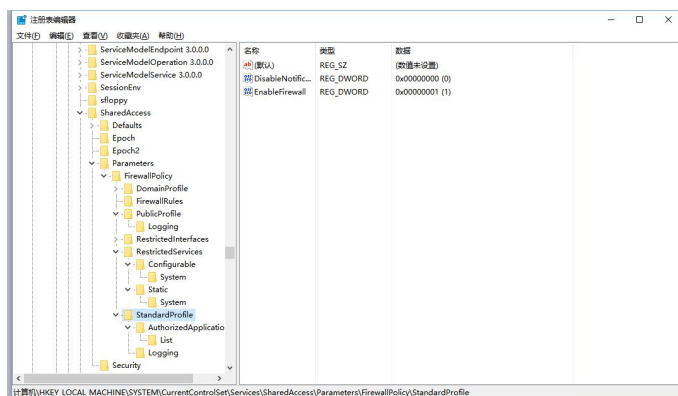 注册表编辑器
文件(F) 编辑(E) 查看(V) 收藏夹(A) 帮助(H)
ServiceModelEndpoint 3.0.0.0
ServiceModelOperation 3.0.0.0
ServiceModelService 3.0.0.0
SessionEnv
sfloppy
SharedAccess
Defaults
Epoch
Epoch2
Parameters
FirewallPolicy
DomainProfile
FirewallRules
PublicProfile
Logging
RestrictedInterfaces
RestrictedServices
Configurable
System
Static
System
StandardProfile
AuthorizedApplicatio
List
Logging
Security
名称 类型 数据
ab (默认) REG_SZ (数值未设置)
DisableNotific... REG_DWORD 0x00000000 (0)
EnableFirewall REG_DWORD 0x00000001 (1)
计算机\HKEY_LOCAL_MACHINE\SYSTEM\CurrentControlSet\Services\SharedAccess\Parameters\FirewallPolicy\StandardProfile